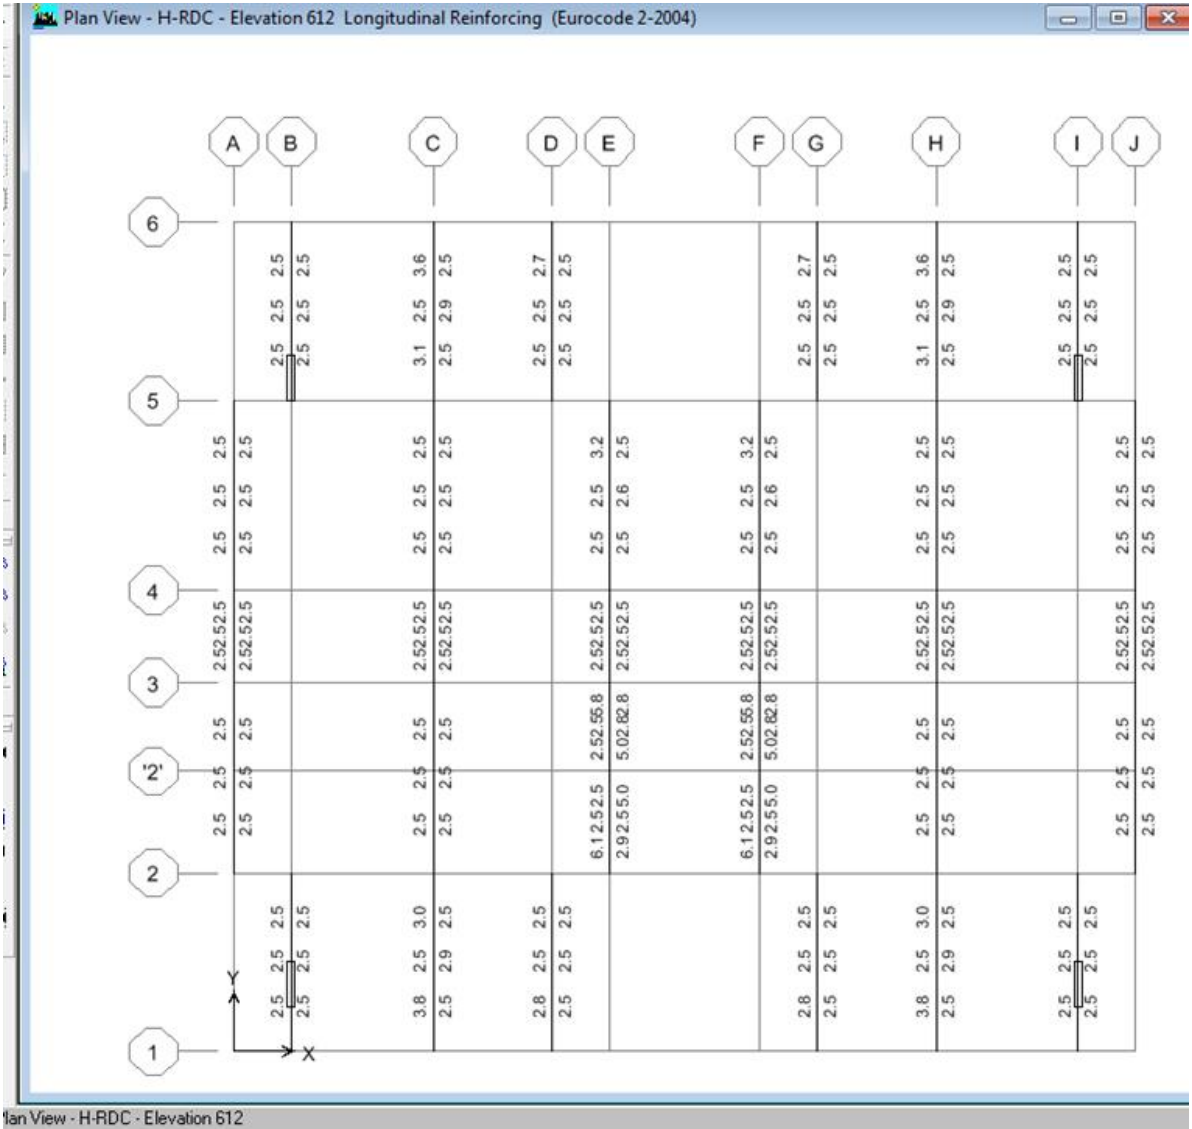 Plan View - H-RDC - Elevation 612 Longitudinal Reinforcing (Eurocode 2-2004)
A B C D E F G H I J
6
2.5 2.5 3.6 2.5 2.7 2.5 2.7 2.5 3.6 2.5 2.5 2.5
2.5 2.5 2.5 2.9 2.5 2.5 2.5 2.5 2.5 2.9 2.5 2.5
2.5 2.5 3.1 2.5 2.5 2.5 2.5 2.5 3.1 2.5 2.5 2.5
5
2.5 2.5 2.5 2.5 3.2 2.5 3.2 2.5 2.5 2.5 2.5 2.5
2.5 2.5 2.5 2.5 2.5 2.6 2.5 2.6 2.5 2.5 2.5 2.5
2.5 2.5 2.5 2.5 2.5 2.5 2.5 2.5 2.5 2.5 2.5 2.5
4
2.52.52.5 2.52.52.5 2.52.52.5 2.52.52.5 2.52.52.5 2.52.52.5 2.52.52.5 2.52.52.5 2.52.52.5 2.52.52.5 2.52.52.5 2.52.52.5
3
2.52.55.8 5.02.82.8 2.52.55.8 5.02.82.8
2.5 2.5 2.5 2.5 2.5 2.5 2.5 2.5
'2'
2.5 2.5 2.5 2.5 2.5 2.5 2.5 2.5
6.12.52.5 2.92.55.0 6.12.52.5 2.92.55.0
2.5 2.5 2.5 2.5 2.5 2.5 2.5 2.5
2
2.5 2.5 3.0 2.5 2.5 2.5 2.5 2.5 3.0 2.5 2.5 2.5
2.5 2.5 2.5 2.9 2.5 2.5 2.5 2.5 2.5 2.9 2.5 2.5
Y
2.5 2.5 3.8 2.5 2.8 2.5 2.8 2.5 3.8 2.5 2.5 2.5
1
X
lan View - H-RDC - Elevation 612